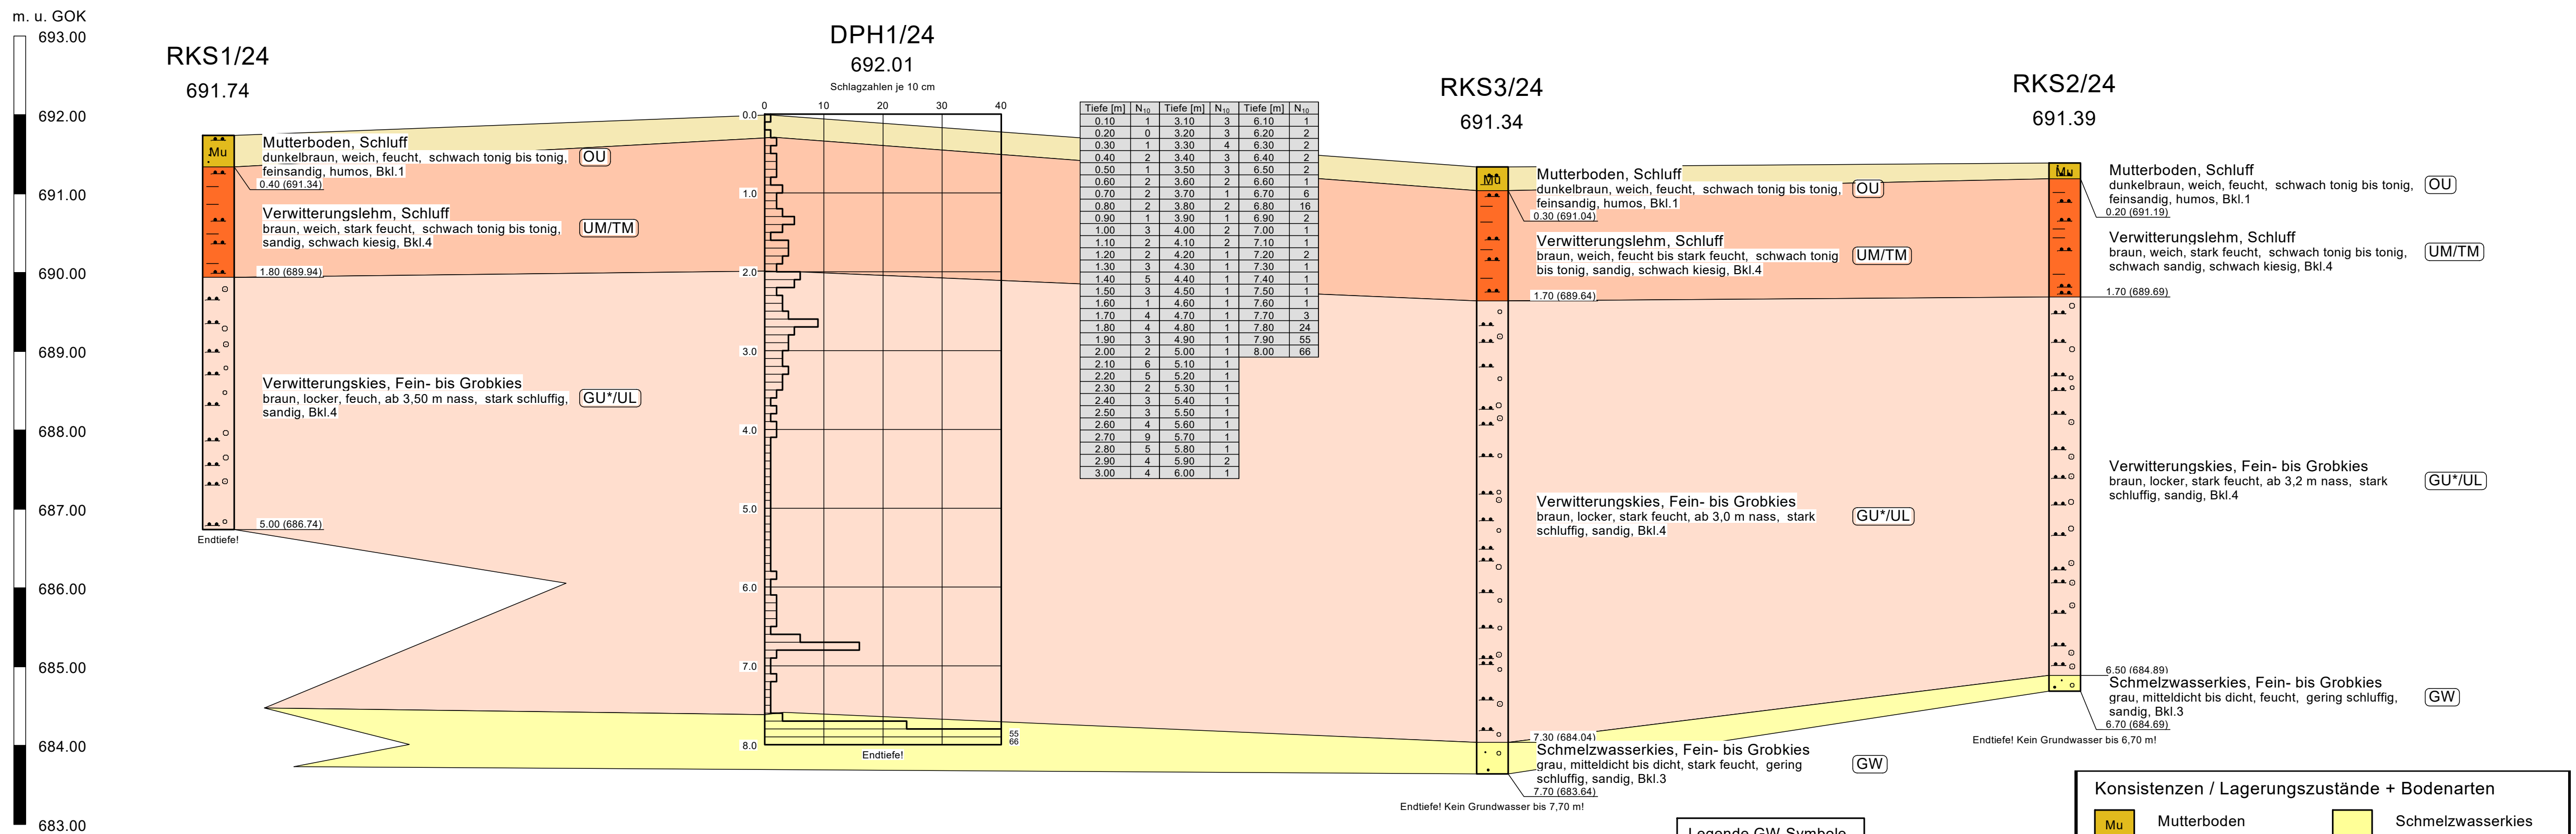 m. u. GOK
693.00
692.00
691.00
690.00
689.00
688.00
687.00
686.00
685.00
684.00
683.00
RKS1/24
691.74
Mu
Mutterboden, Schluff
dunkelbraun, weich, feucht, schwach tonig bis tonig,
feinsandig, humos, Bkl.1
OU
0.40 (691.34)
Verwitterungslehm, Schluff
braun, weich, stark feucht, schwach tonig bis tonig,
sandig, schwach kiesig, Bkl.4
UM/TM
1.80 (689.94)
Verwitterungskies, Fein- bis Grobkies
braun, locker, feuch, ab 3,50 m nass, stark schluffig,
sandig, Bkl.4
GU*/UL
5.00 (686.74)
Endtiefe!
DPH1/24
692.01
Schlagzahlen je 10 cm
0 10 20 30 40
0.0
1.0
2.0
3.0
4.0
5.0
6.0
7.0
8.0
55
66
Endtiefe!
Tiefe [m] N10 Tiefe [m] N10 Tiefe [m] N10
0.10 1 3.10 3 6.10 1
0.20 0 3.20 3 6.20 2
0.30 1 3.30 4 6.30 2
0.40 2 3.40 3 6.40 2
0.50 1 3.50 3 6.50 2
0.60 2 3.60 2 6.60 1
0.70 2 3.70 1 6.70 6
0.80 2 3.80 2 6.80 16
0.90 1 3.90 1 6.90 2
1.00 3 4.00 2 7.00 1
1.10 2 4.10 2 7.10 1
1.20 2 4.20 1 7.20 2
1.30 3 4.30 1 7.30 1
1.40 5 4.40 1 7.40 1
1.50 3 4.50 1 7.50 1
1.60 1 4.60 1 7.60 1
1.70 4 4.70 1 7.70 3
1.80 4 4.80 1 7.80 24
1.90 3 4.90 1 7.90 55
2.00 2 5.00 1 8.00 66
2.10 6 5.10 1
2.20 5 5.20 1
2.30 2 5.30 1
2.40 3 5.40 1
2.50 3 5.50 1
2.60 4 5.60 1
2.70 9 5.70 1
2.80 5 5.80 1
2.90 4 5.90 2
3.00 4 6.00 1
RKS3/24
691.34
Mu
Mutterboden, Schluff
dunkelbraun, weich, feucht, schwach tonig bis tonig,
feinsandig, humos, Bkl.1
OU
0.30 (691.04)
Verwitterungslehm, Schluff
braun, weich, feucht bis stark feucht, schwach tonig
bis tonig, sandig, schwach kiesig, Bkl.4
UM/TM
1.70 (689.64)
Verwitterungskies, Fein- bis Grobkies
braun, locker, stark feucht, ab 3,0 m nass, stark
schluffig, sandig, Bkl.4
GU*/UL
7.30 (684.04)
Schmelzwasserkies, Fein- bis Grobkies
grau, mitteldicht bis dicht, stark feucht, gering
schluffig, sandig, Bkl.3
GW
7.70 (683.64)
Endtiefe! Kein Grundwasser bis 7,70 m!
RKS2/24
691.39
Mu
Mutterboden, Schluff
dunkelbraun, weich, feucht, schwach tonig bis tonig,
feinsandig, humos, Bkl.1
OU
0.20 (691.19)
Verwitterungslehm, Schluff
braun, weich, stark feucht, schwach tonig bis tonig,
schwach sandig, schwach kiesig, Bkl.4
UM/TM
1.70 (689.69)
Verwitterungskies, Fein- bis Grobkies
braun, locker, stark feucht, ab 3,2 m nass, stark
schluffig, sandig, Bkl.4
GU*/UL
6.50 (684.89)
Schmelzwasserkies, Fein- bis Grobkies
grau, mitteldicht bis dicht, feucht, gering schluffig,
sandig, Bkl.3
GW
6.70 (684.69)
Endtiefe! Kein Grundwasser bis 6,70 m!
Konsistenzen / Lagerungszustände + Bodenarten
Mu Mutterboden
Schmelzwasserkies
Legende GW Symbole